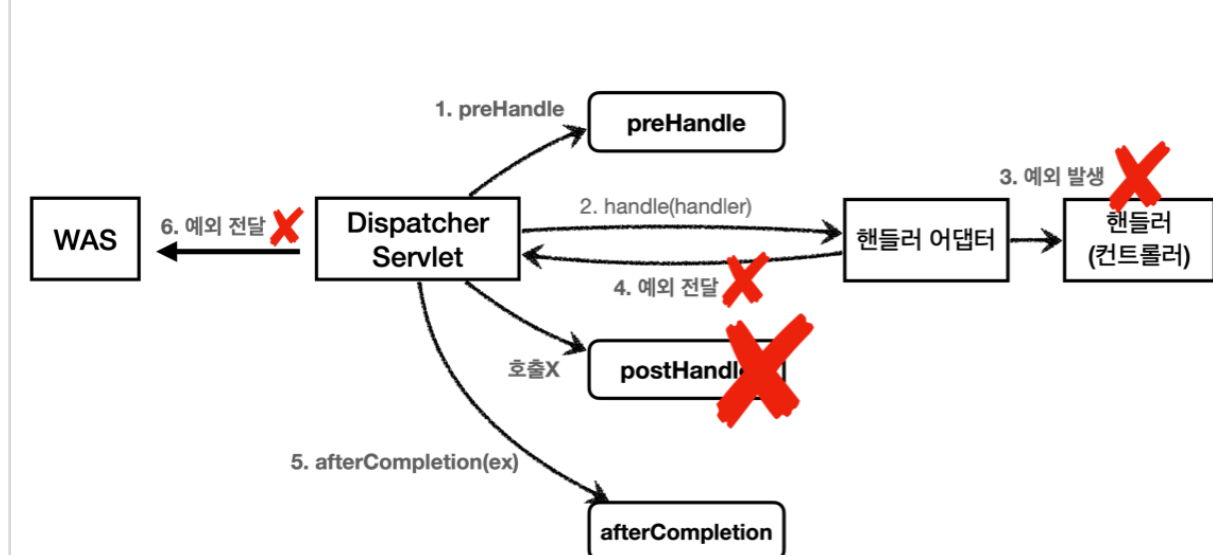 1. preHandle
preHandle
3. 예외 발생
WAS
6. 예외 전달
Dispatcher
Servlet
2. handle(handler)
핸들러 어댑터
핸들러
(컨트롤러)
4. 예외 전달
호출X
postHandle
5. afterCompletion(ex)
afterCompletion